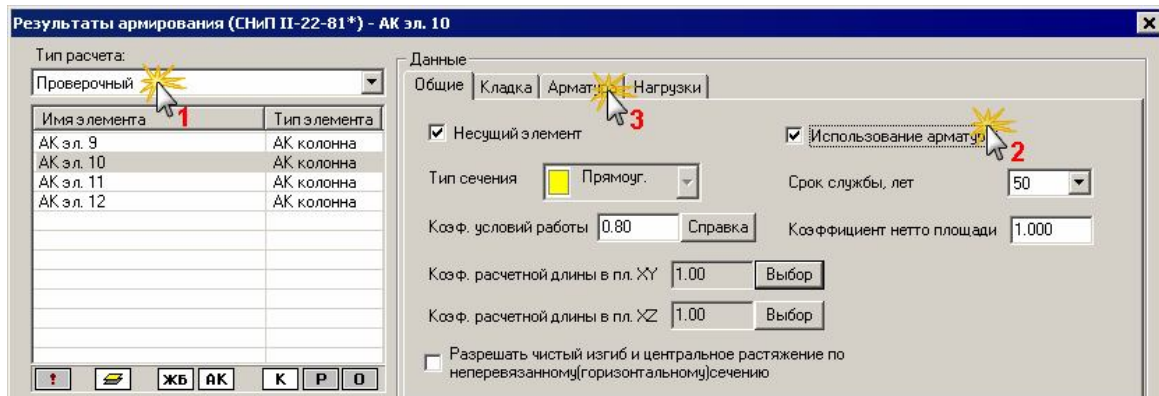 Результаты армирования (СНиП II-22-81*) - АК эл. 10
Тип расчета:
Проверочный
1
Имя элемента Тип элемента
АК эл. 9 АК колонна
АК эл. 10 АК колонна
АК эл. 11 АК колонна
АК эл. 12 АК колонна
! ЖБ АК К Р О
Данные
Общие Кладка Арматура Нагрузки
3
Несущий элемент
Использование арматуры
2
Тип сечения Прямоуг.
Срок службы, лет 50
Коэф. условий работы 0.80 Справка
Коэффициент нетто площади 1.000
Коэф. расчетной длины в пл. XY 1.00 Выбор
Коэф. расчетной длины в пл. XZ 1.00 Выбор
Разрешать чистый изгиб и центральное растяжение по
неперевязанному(горизонтальному)сечению